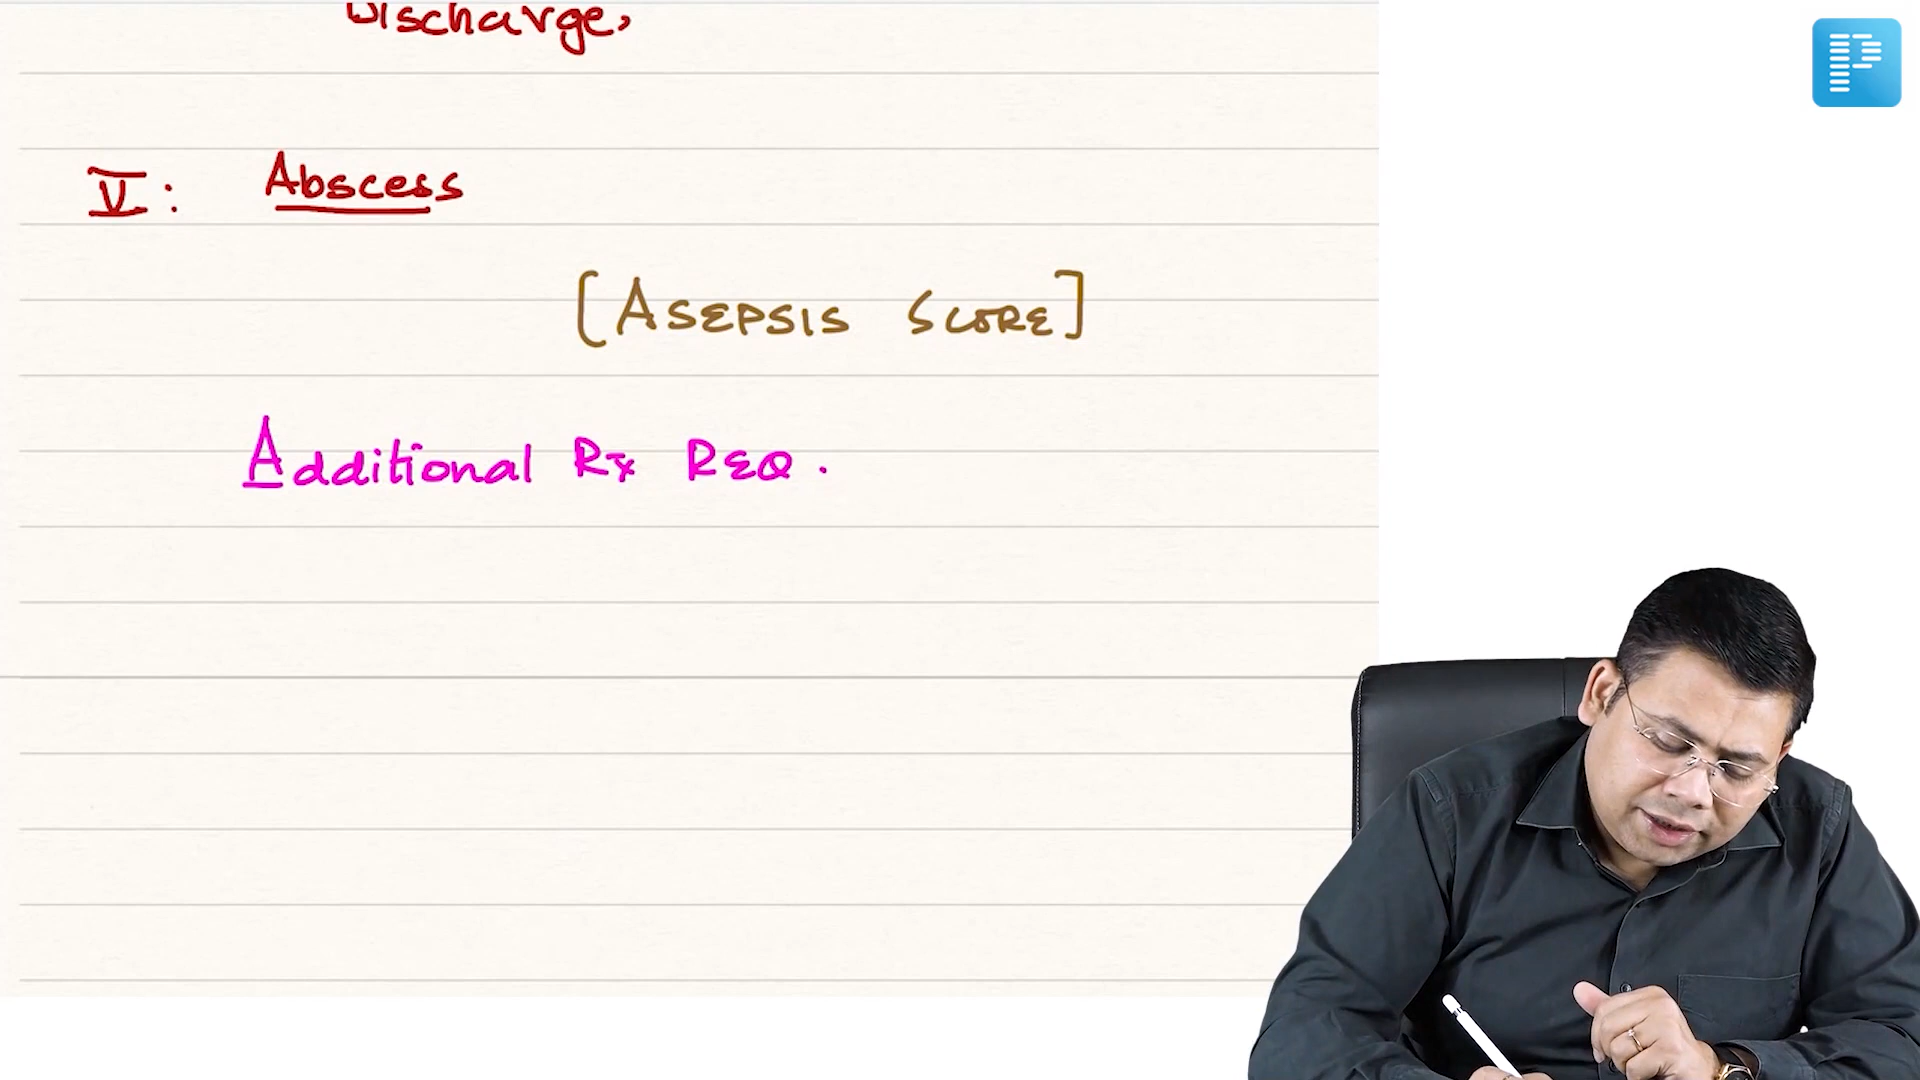 Discharge,
V: Abscess
[ASEPSIS SCORE]
Additional Rx REQ.
P